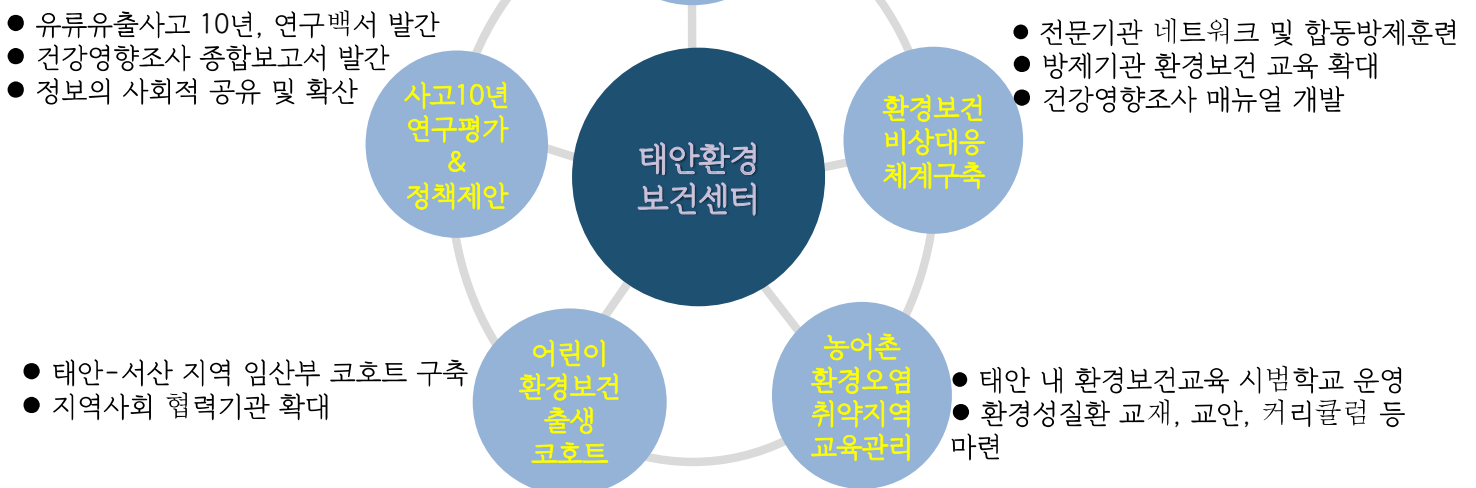 ● 유류유출사고 10년, 연구백서 발간
● 건강영향조사 종합보고서 발간
● 정보의 사회적 공유 및 확산
사고10년
연구평가
&
정책제안
태안환경
보건센터
환경보건
비상대응
체계구축
● 전문기관 네트워크 및 합동방제훈련
● 방제기관 환경보건 교육 확대
● 건강영향조사 매뉴얼 개발
● 태안-서산 지역 임산부 코호트 구축
● 지역사회 협력기관 확대
어린이
환경보건
출생
코호트
농어촌
환경오염
취약지역
교육관리
● 태안 내 환경보건교육 시범학교 운영
● 환경성질환 교재, 교안, 커리큘럼 등
마련